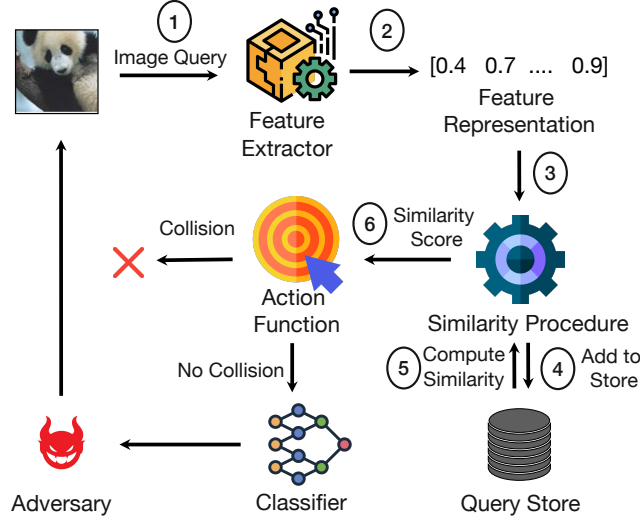 1
Image Query
Feature
Extractor
2
[0.4 0.7 .... 0.9]
Feature
Representation
3
Collision
Action
Function
6
Similarity
Score
Similarity Procedure
No Collision
5
Compute
Similarity
4
Add to
Store
Adversary
Classifier
Query Store